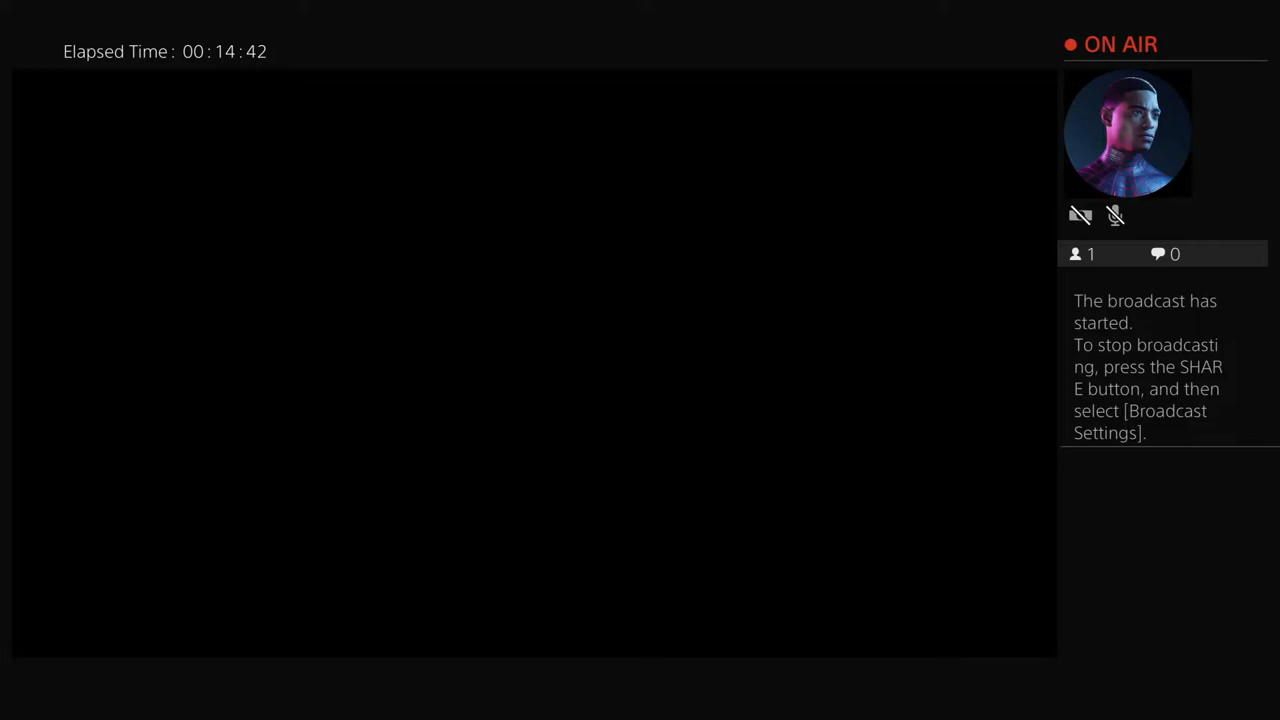 Elapsed Time: 00:14:42
ON AIR
1 0
The broadcast has
started.
To stop broadcasti
ng, press the SHAR
E button, and then
select [Broadcast
Settings].